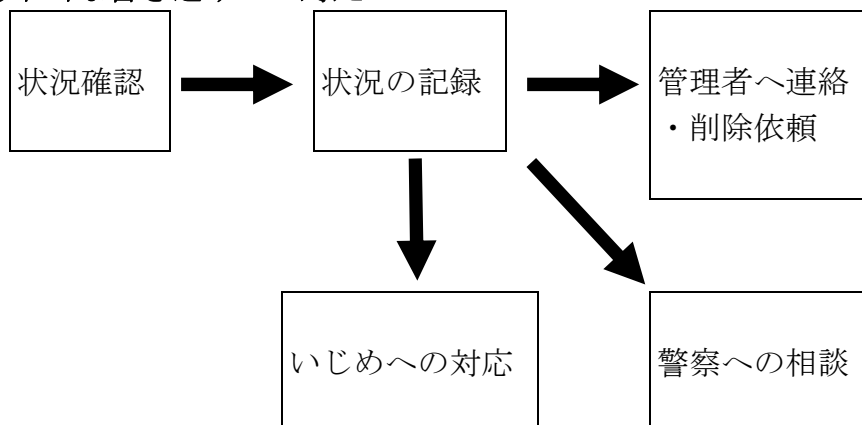 状況確認
状況の記録
管理者へ連絡
・削除依頼
いじめへの対応
警察への相談